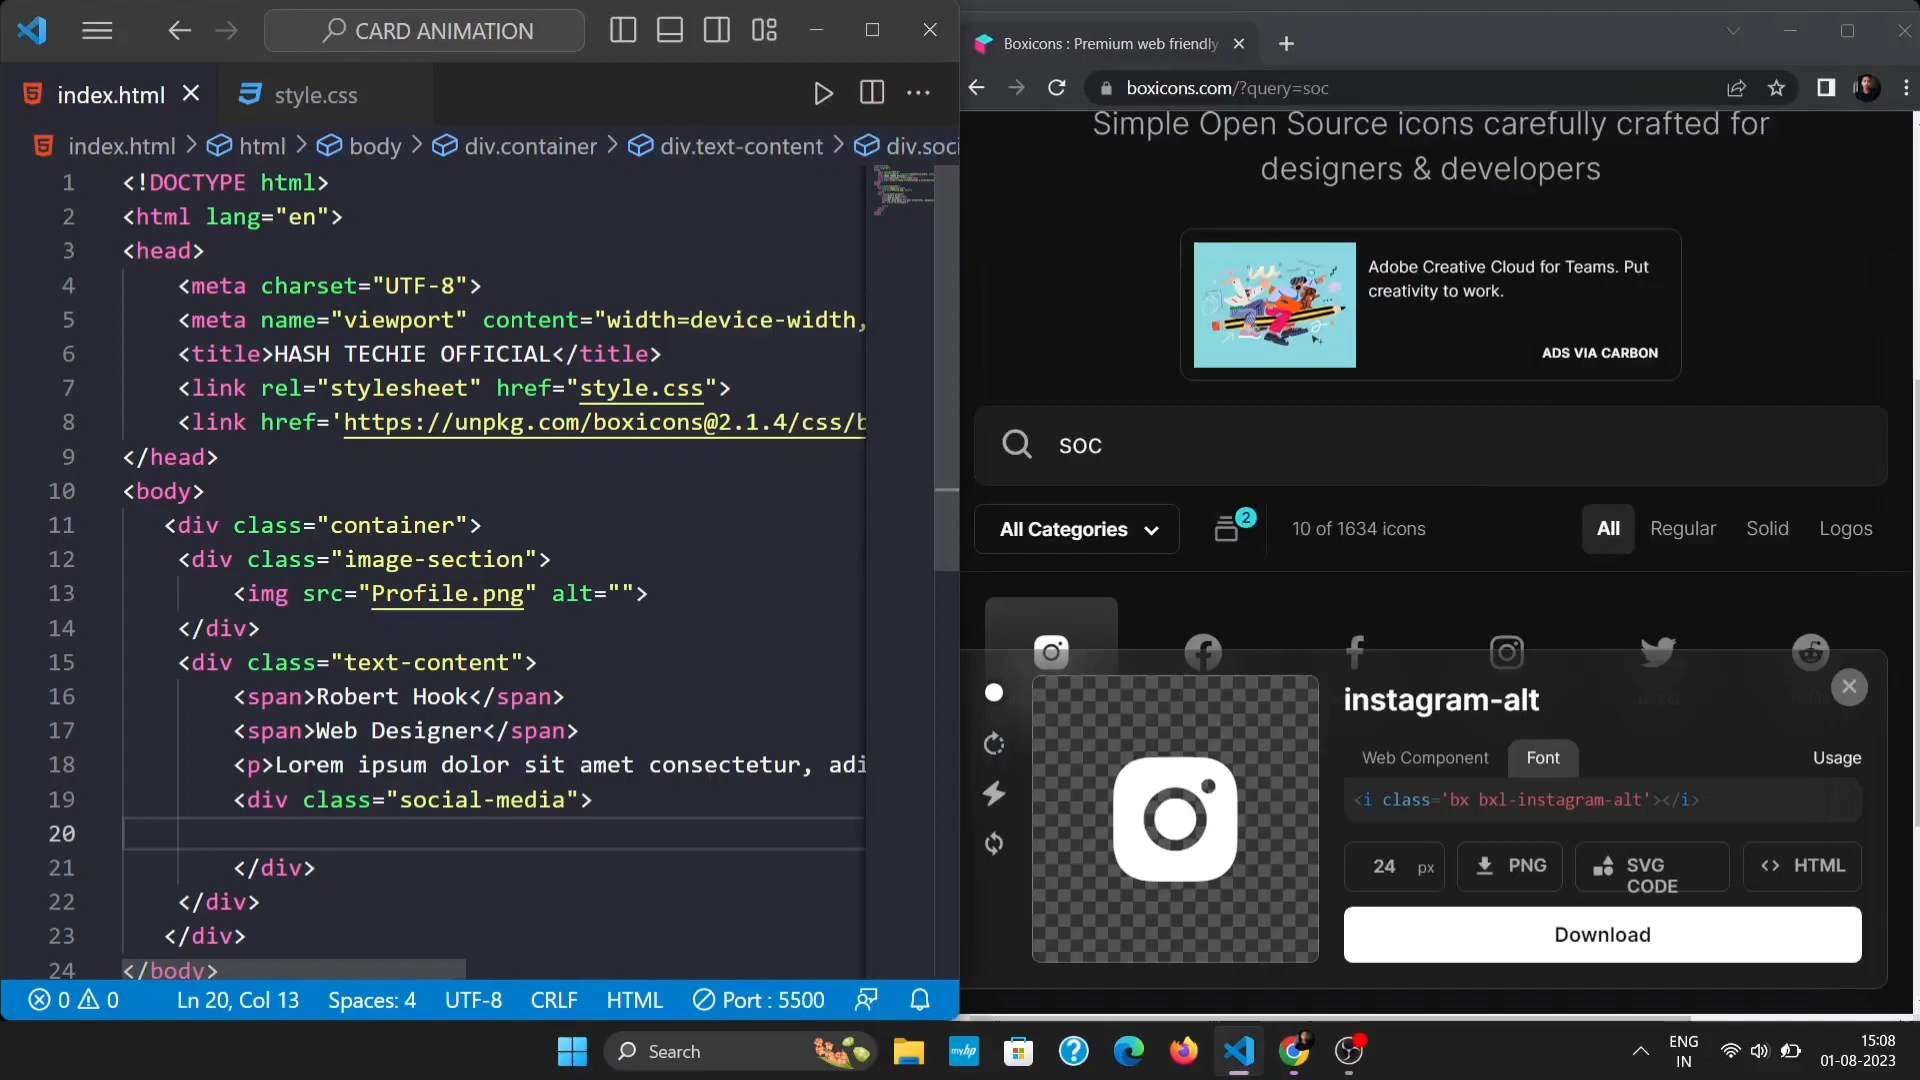 CARD ANIMATION
index.html
style.css
index.html > html > body > div.container > div.text-content > div.soci
1 <!DOCTYPE html>
2 <html lang="en">
3 <head>
4 <meta charset="UTF-8">
5 <meta name="viewport" content="width=device-width,
6 <title>HASH TECHIE OFFICIAL</title>
7 <link rel="stylesheet" href="style.css">
8 <link href='https://unpkg.com/boxicons@2.1.4/css/b
9 </head>
10 <body>
11 <div class="container">
12 <div class="image-section">
13 <img src="Profile.png" alt="">
14 </div>
15 <div class="text-content">
16 <span>Robert Hook</span>
17 <span>Web Designer</span>
18 <p>Lorem ipsum dolor sit amet consectetur, adi
19 <div class="social-media">
20
21 </div>
22 </div>
23 </div>
24 </body>
0 0 Ln 20, Col 13 Spaces: 4 UTF-8 CRLF HTML Port : 5500
Boxicons : Premium web friendly
boxicons.com/?query=soc
Simple Open Source icons carefully crafted for
designers & developers
Adobe Creative Cloud for Teams. Put
creativity to work.
ADS VIA CARBON
soc
All Categories 2 10 of 1634 icons All Regular Solid Logos
instagram-alt
Web Component Font Usage
<i class='bx bxl-instagram-alt'></i>
24 px PNG SVG CODE HTML
Download
Search
myhp
ENG
IN
15:08
01-08-2023